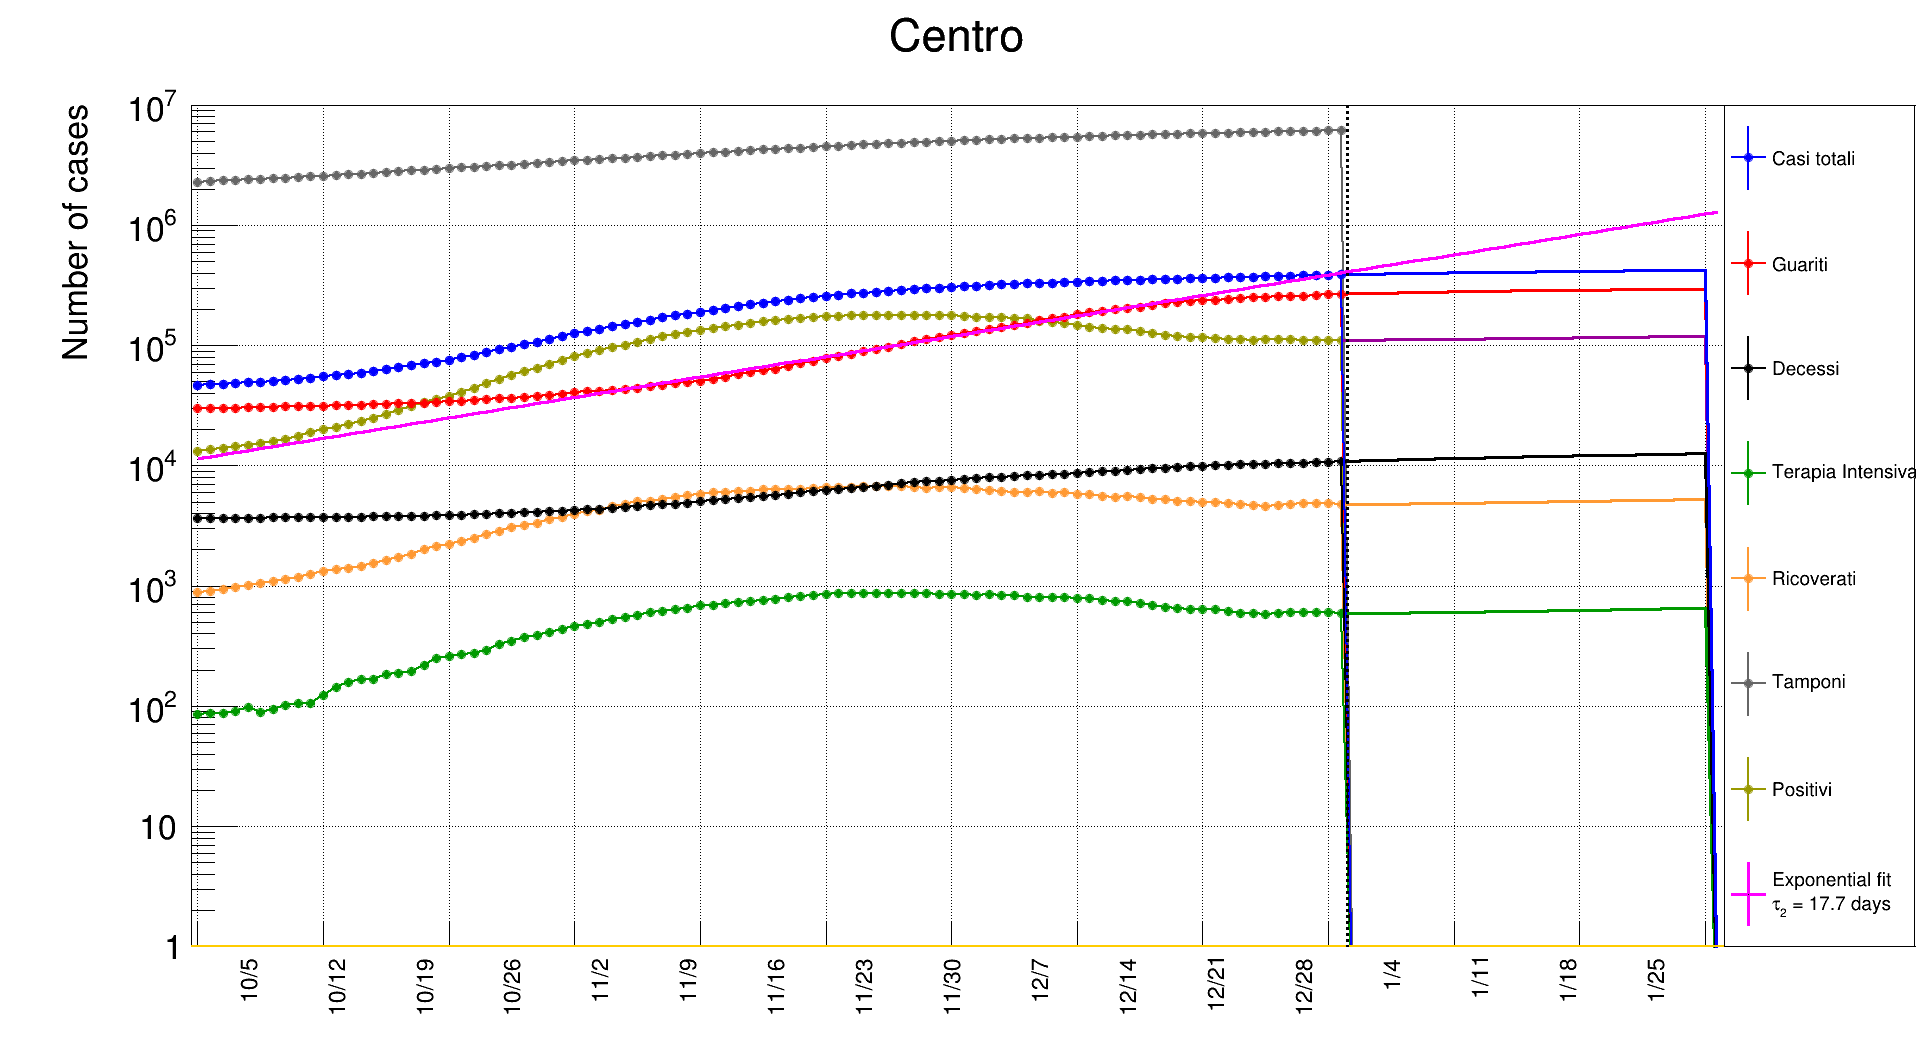 Centro
Number of cases
10^7
10^6
10^5
10^4
10^3
10^2
10
1
10/5
10/12
10/19
10/26
11/2
11/9
11/16
11/23
11/30
12/7
12/14
12/21
12/28
1/4
1/11
1/18
1/25
Casi totali
Guariti
Decessi
Terapia Intensiva
Ricoverati
Tamponi
Positivi
Exponential fit
τ_2 = 17.7 days